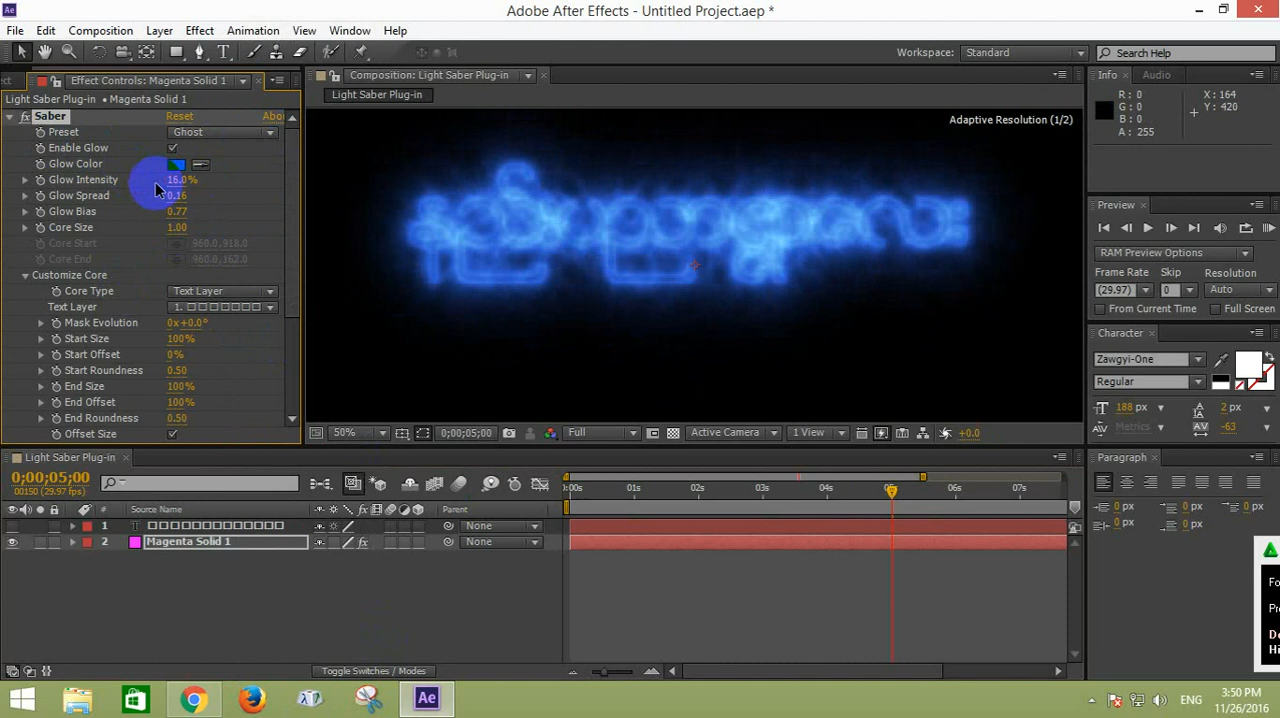 Adobe After Effects - Untitled Project.aep *
File Edit Composition Layer Effect Animation View Window Help
Workspace: Standard
Search Help
Effect Controls: Magenta Solid 1
Composition: Light Saber Plug-in
Info Audio
Light Saber Plug-in • Magenta Solid 1
Light Saber Plug-in
R: 0 X: 164
G: 0 Y: 420
B: 0
A: 255
Saber Reset
Preset Ghost
Enable Glow
Glow Color
Glow Intensity 16.0%
Glow Spread 0.16
Glow Bias 0.77
Core Size 1.00
Core Start 960.0,918.0
Core End 960.0,162.0
Customize Core
Core Type Text Layer
Text Layer 1.
Mask Evolution 0x+0.0°
Start Size 100%
Start Offset 0%
Start Roundness 0.50
End Size 100%
End Offset 100%
End Roundness 0.50
Offset Size
Adaptive Resolution (1/2)
Preview
RAM Preview Options
Frame Rate Skip Resolution
(29.97) 0 Auto
From Current Time Full Screen
Character
Zawgyi-One
Regular
188 px 2 px
Metrics -63
50% 0;00;05;00 Full Active Camera 1 View +0.0
Light Saber Plug-in
Paragraph
0;00;05;00
00150 (29.97 fps)
:00s 01s 02s 03s 04s 05s 06s 07s
0 px 0 px 0 px
0 px 0 px
# Source Name Parent
1 T None
2 Magenta Solid 1 None
Toggle Switches / Modes
ENG
3:50 PM
11/26/2016